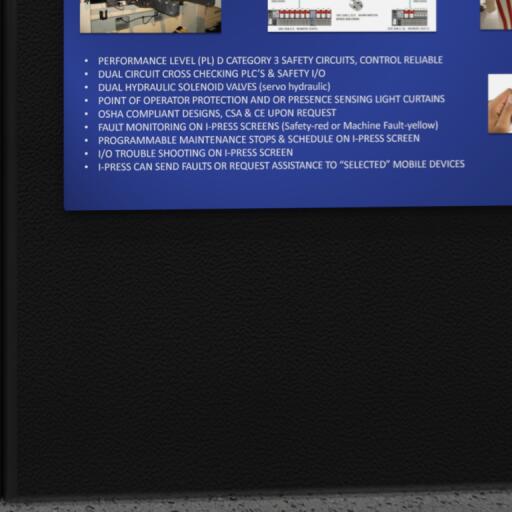 • PERFORMANCE LEVEL (PL) D CATEGORY 3 SAFETY CIRCUITS, CONTROL RELIABLE
• DUAL CIRCUIT CROSS CHECKING PLC'S & SAFETY I/O
• DUAL HYDRAULIC SOLENOID VALVES (servo hydraulic)
• POINT OF OPERATOR PROTECTION AND OR PRESENCE SENSING LIGHT CURTAINS
• OSHA COMPLIANT DESIGNS, CSA & CE UPON REQUEST
• FAULT MONITORING ON I-PRESS SCREENS (Safety-red or Machine Fault-yellow)
• PROGRAMMABLE MAINTENANCE STOPS & SCHEDULE ON I-PRESS SCREEN
• I/O TROUBLE SHOOTING ON I-PRESS SCREEN
• I-PRESS CAN SEND FAULTS OR REQUEST ASSISTANCE TO “SELECTED” MOBILE DEVICES